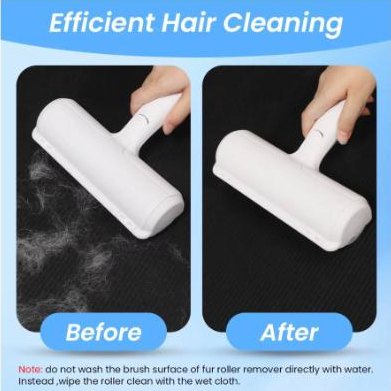 Efficient Hair Cleaning
Before
After
Note: do not wash the brush surface of fur roller remover directly with water.
Instead ,wipe the roller clean with the wet cloth.